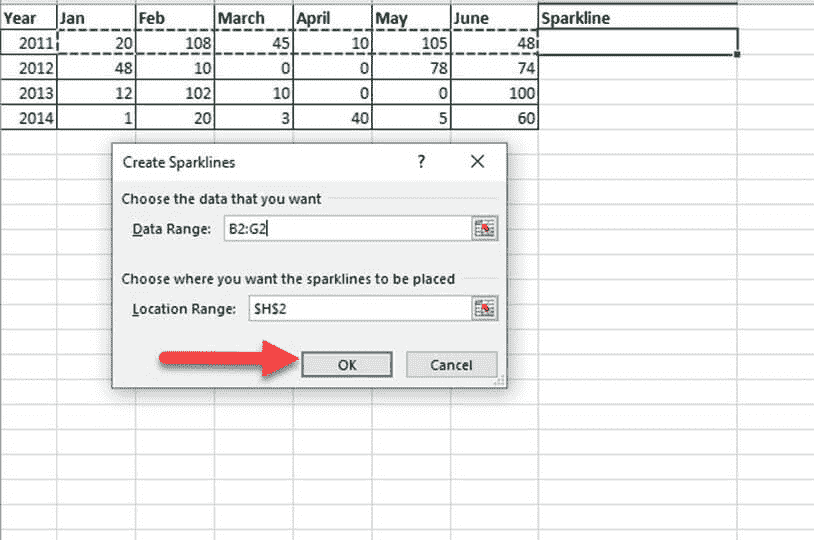 Year Jan Feb March April May June Sparkline
2011 20 108 45 10 105 48
2012 48 10 0 0 78 74
2013 12 102 10 0 0 100
2014 1 20 3 40 5 60
Create Sparklines ? X
Choose the data that you want
Data Range: B2:G2
Choose where you want the sparklines to be placed
Location Range: $H$2
OK Cancel